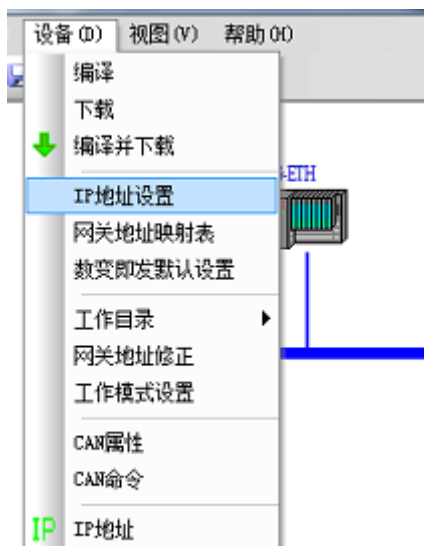 设备(D) 视图(V) 帮助(H)
编译
下载
编译并下载
-ETH
IP地址设置
网关地址映射表
数变即发默认设置
工作目录
网关地址修正
工作模式设置
CAN属性
CAN命令
IP IP地址